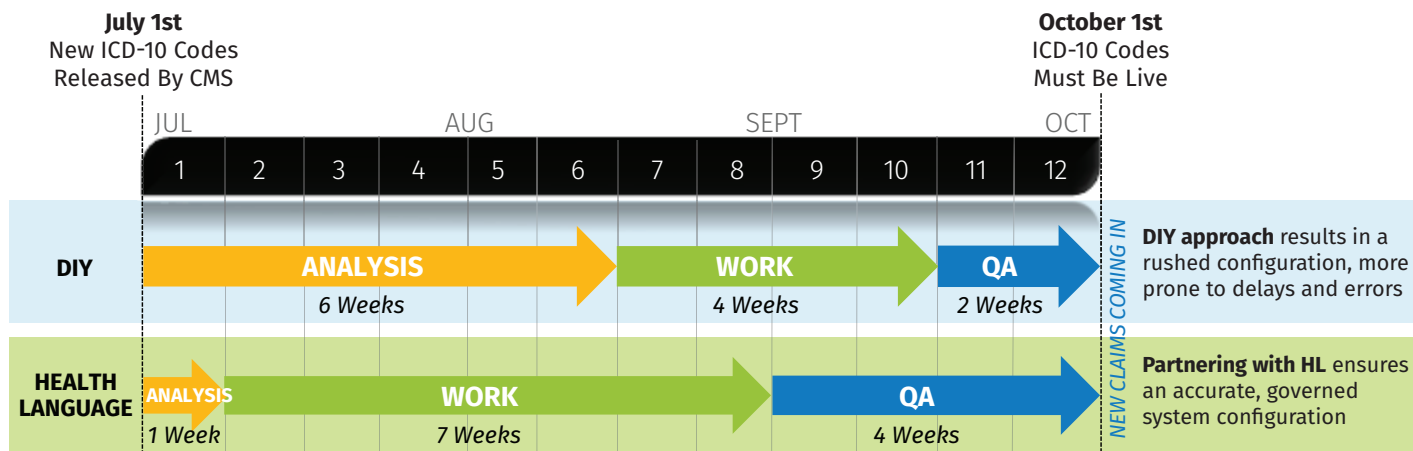 July 1st
New ICD-10 Codes
Released By CMS
October 1st
ICD-10 Codes
Must Be Live
JUL AUG SEPT OCT
1 2 3 4 5 6 7 8 9 10 11 12
DIY
ANALYSIS
6 Weeks
WORK
4 Weeks
QA
2 Weeks
DIY approach results in a
rushed configuration, more
prone to delays and errors
NEW CLAIMS COMING IN
HEALTH
LANGUAGE
ANALYSIS
1 Week
WORK
7 Weeks
QA
4 Weeks
Partnering with HL ensures
an accurate, governed
system configuration